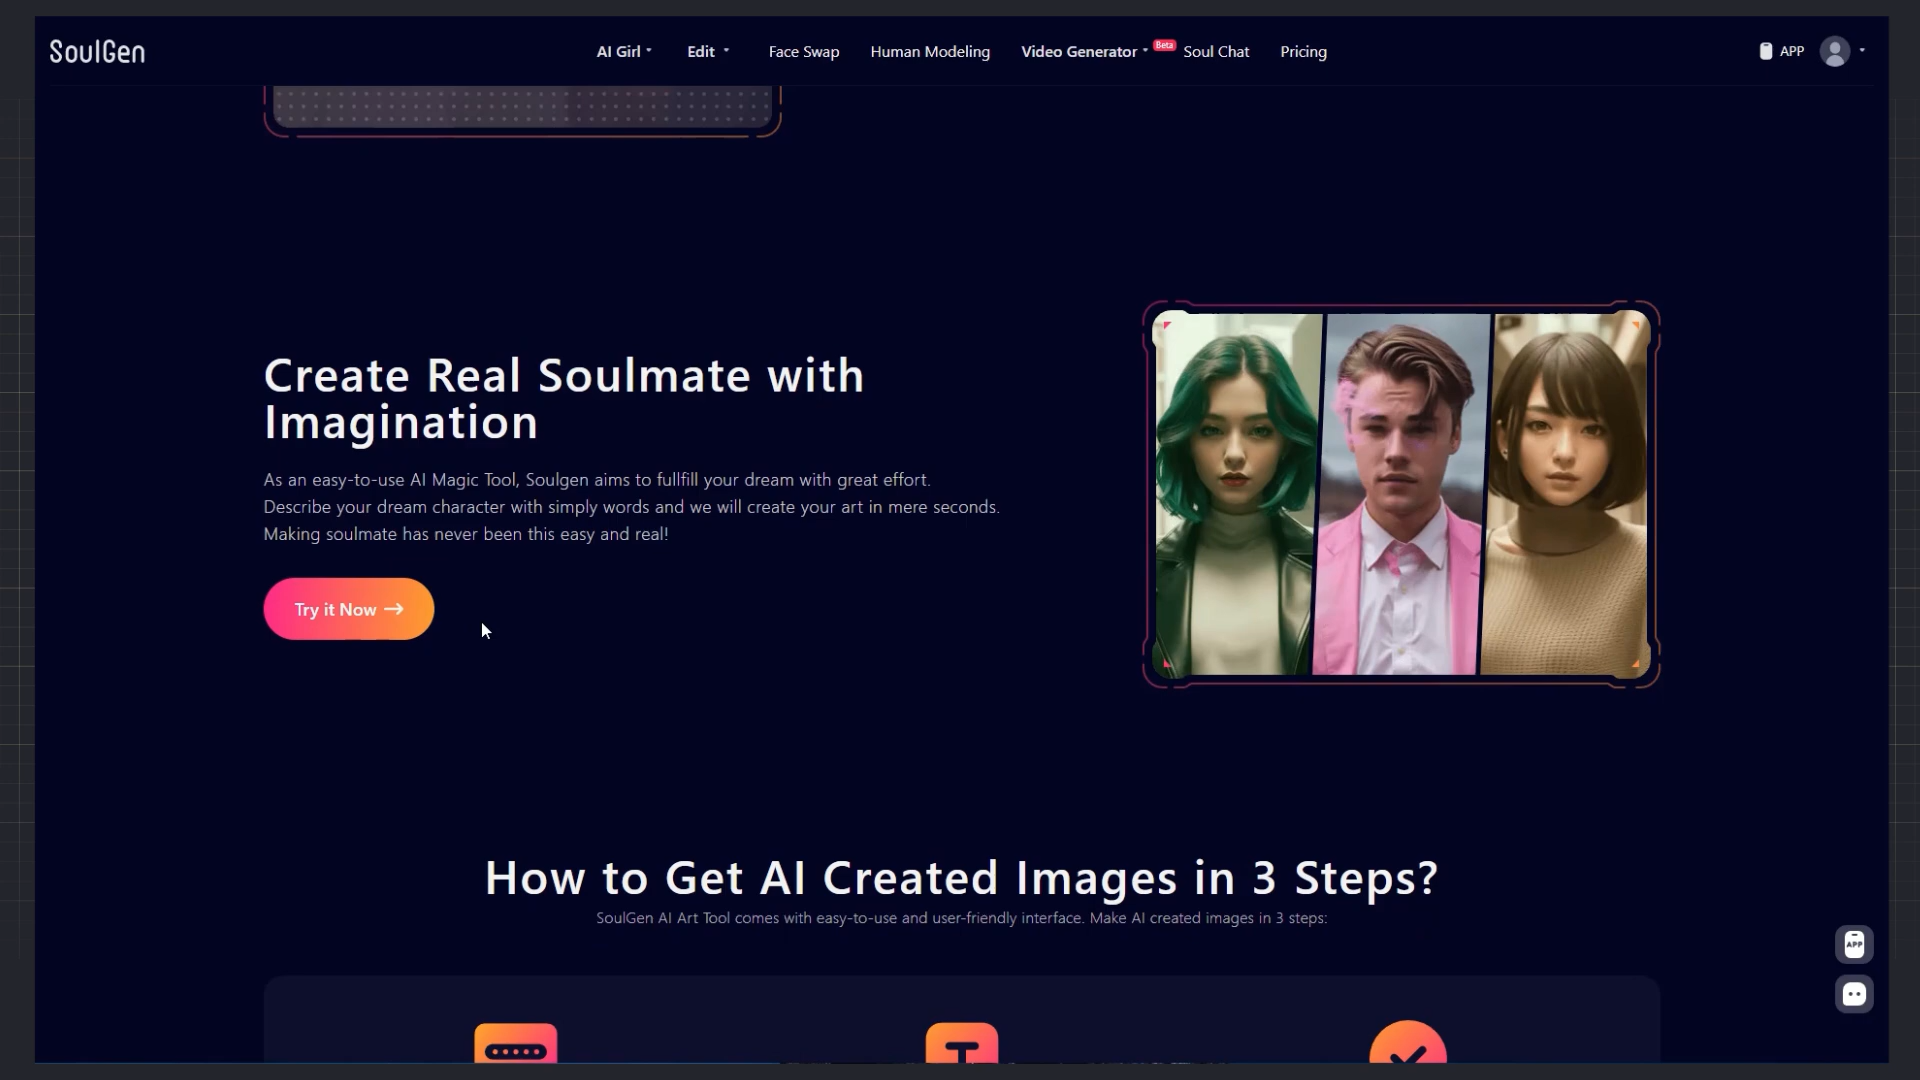 SoulGen
AI Girl
Edit
Face Swap
Human Modeling
Video Generator
Beta
Soul Chat
Pricing
APP
Create Real Soulmate with
Imagination
As an easy-to-use AI Magic Tool, Soulgen aims to fullfill your dream with great effort.
Describe your dream character with simply words and we will create your art in mere seconds.
Making soulmate has never been this easy and real!
Try it Now
How to Get AI Created Images in 3 Steps?
SoulGen AI Art Tool comes with easy-to-use and user-friendly interface. Make AI created images in 3 steps:
APP
T